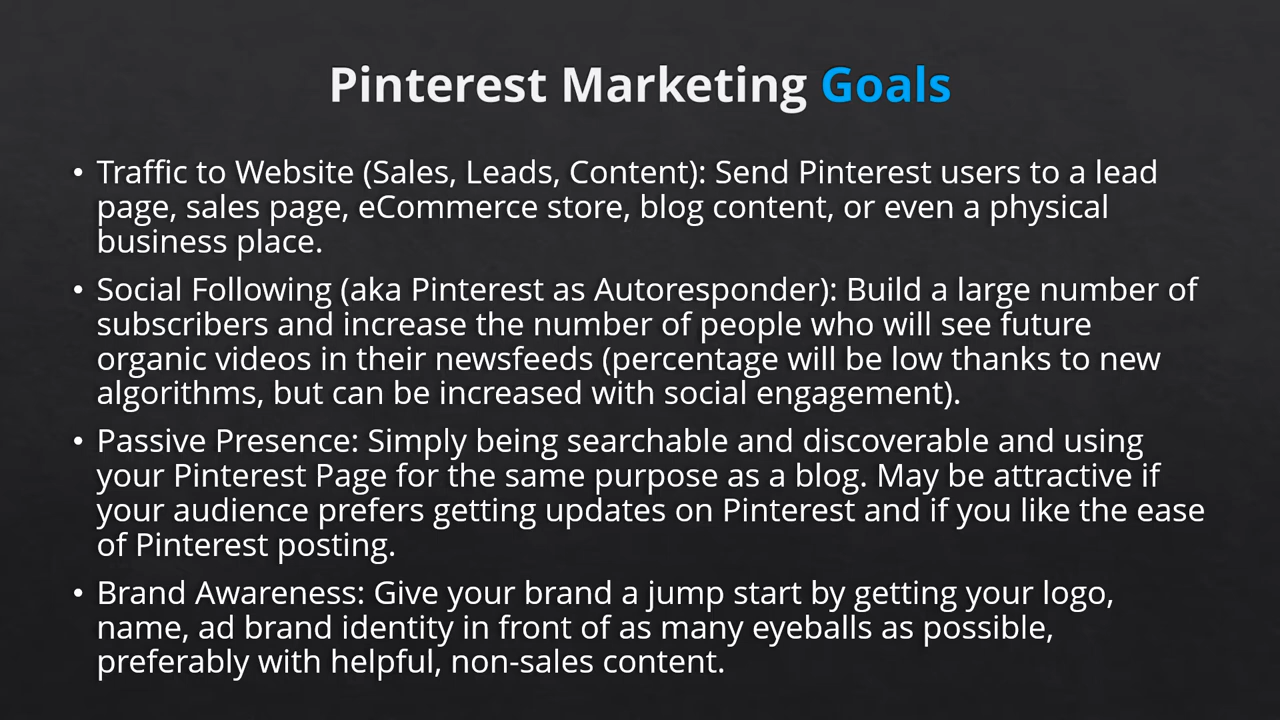 Pinterest Marketing Goals
• Traffic to Website (Sales, Leads, Content): Send Pinterest users to a lead
page, sales page, eCommerce store, blog content, or even a physical
business place.
• Social Following (aka Pinterest as Autoresponder): Build a large number of
subscribers and increase the number of people who will see future
organic videos in their newsfeeds (percentage will be low thanks to new
algorithms, but can be increased with social engagement).
• Passive Presence: Simply being searchable and discoverable and using
your Pinterest Page for the same purpose as a blog. May be attractive if
your audience prefers getting updates on Pinterest and if you like the ease
of Pinterest posting.
• Brand Awareness: Give your brand a jump start by getting your logo,
name, ad brand identity in front of as many eyeballs as possible,
preferably with helpful, non-sales content.